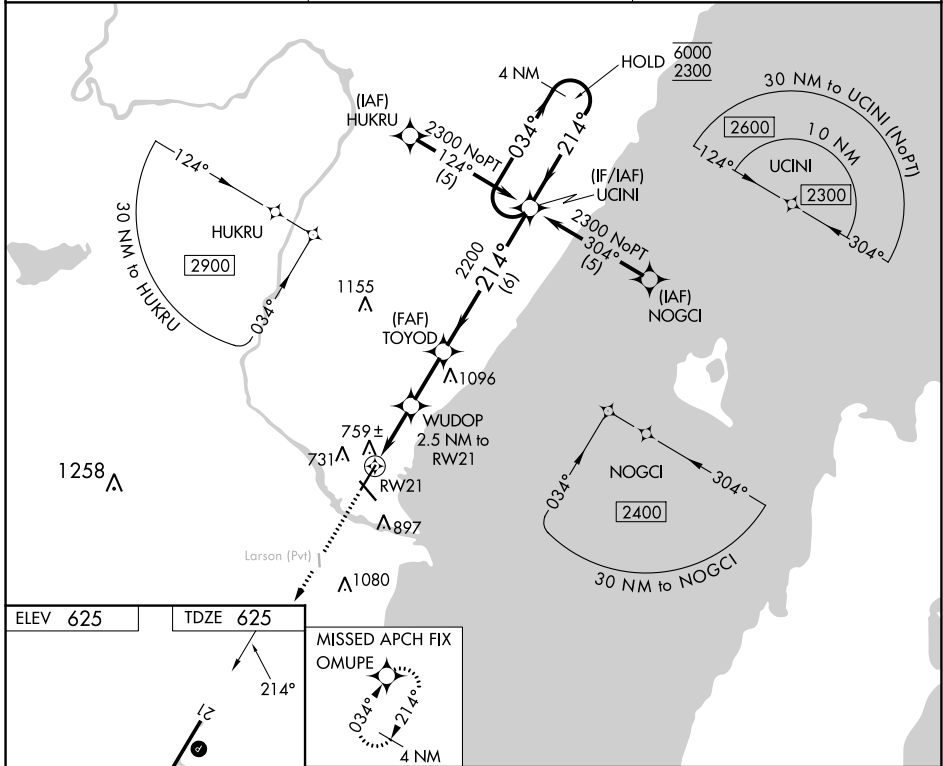 HOLD 6000
2300
4 NM
034°
214°
(IAF)
HUKRU
2300 NoPT
124°
(5)
(IF/IAF)
UCINI
30 NM to UCINI (NoPT)
2600
10 NM
UCINI
2300
124°
304°
124°
HUKRU
2900
034°
30 NM to HUKRU
2200
214°
(6)
2300 NoPT
304°
(5)
(IAF)
NOGCI
1155
(FAF)
TOYOD
1096
WUDOP
2.5 NM to
RW21
759±
731
RW21
1258
897
NOGCI
2400
034°
304°
30 NM to NOGCI
Larson (Pvt)
1080
ELEV 625
TDZE 625
214°
21
P
MISSED APCH FIX
OMUPE
034°
214°
4 NM